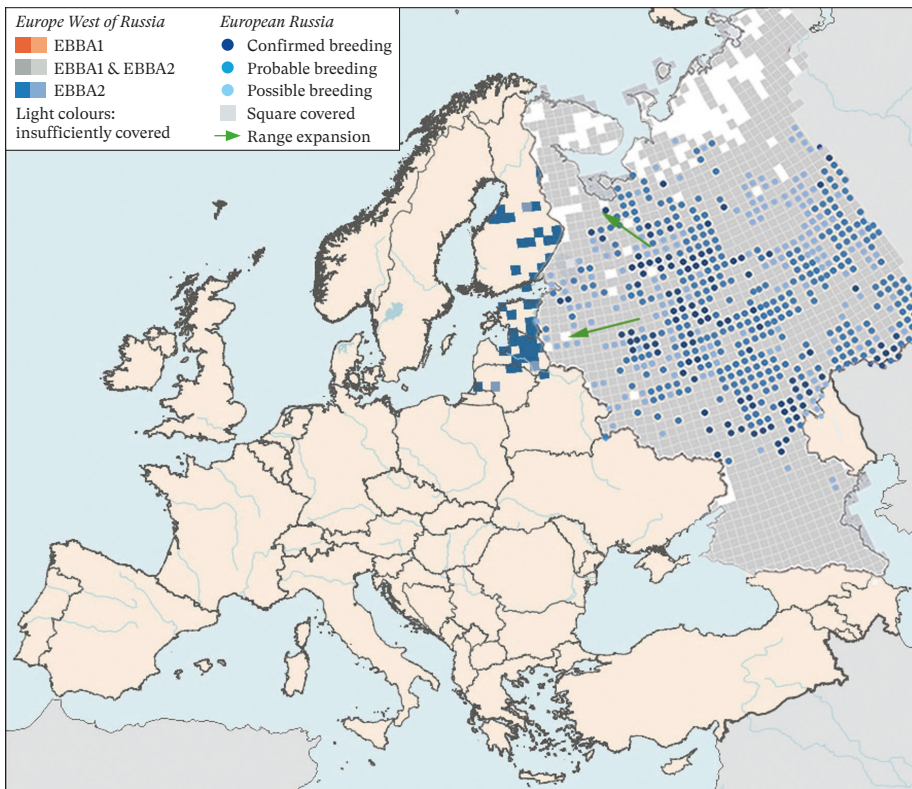 Europe West of Russia
EBBA1
EBBA1 & EBBA2
EBBA2
Light colours:
insufficiently covered
European Russia
Confirmed breeding
Probable breeding
Possible breeding
Square covered
Range expansion